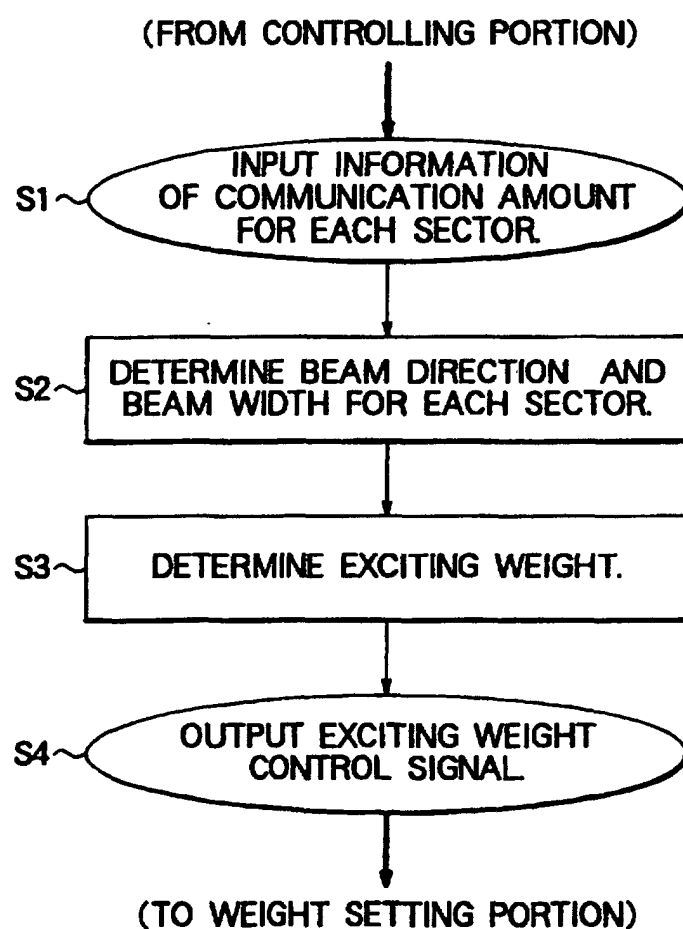 (FROM CONTROLLING PORTION)
S1
INPUT INFORMATION
OF COMMUNICATION AMOUNT
FOR EACH SECTOR.
S2
DETERMINE BEAM DIRECTION AND
BEAM WIDTH FOR EACH SECTOR.
S3
DETERMINE EXCITING WEIGHT.
S4
OUTPUT EXCITING WEIGHT
CONTROL SIGNAL.
(TO WEIGHT SETTING PORTION)